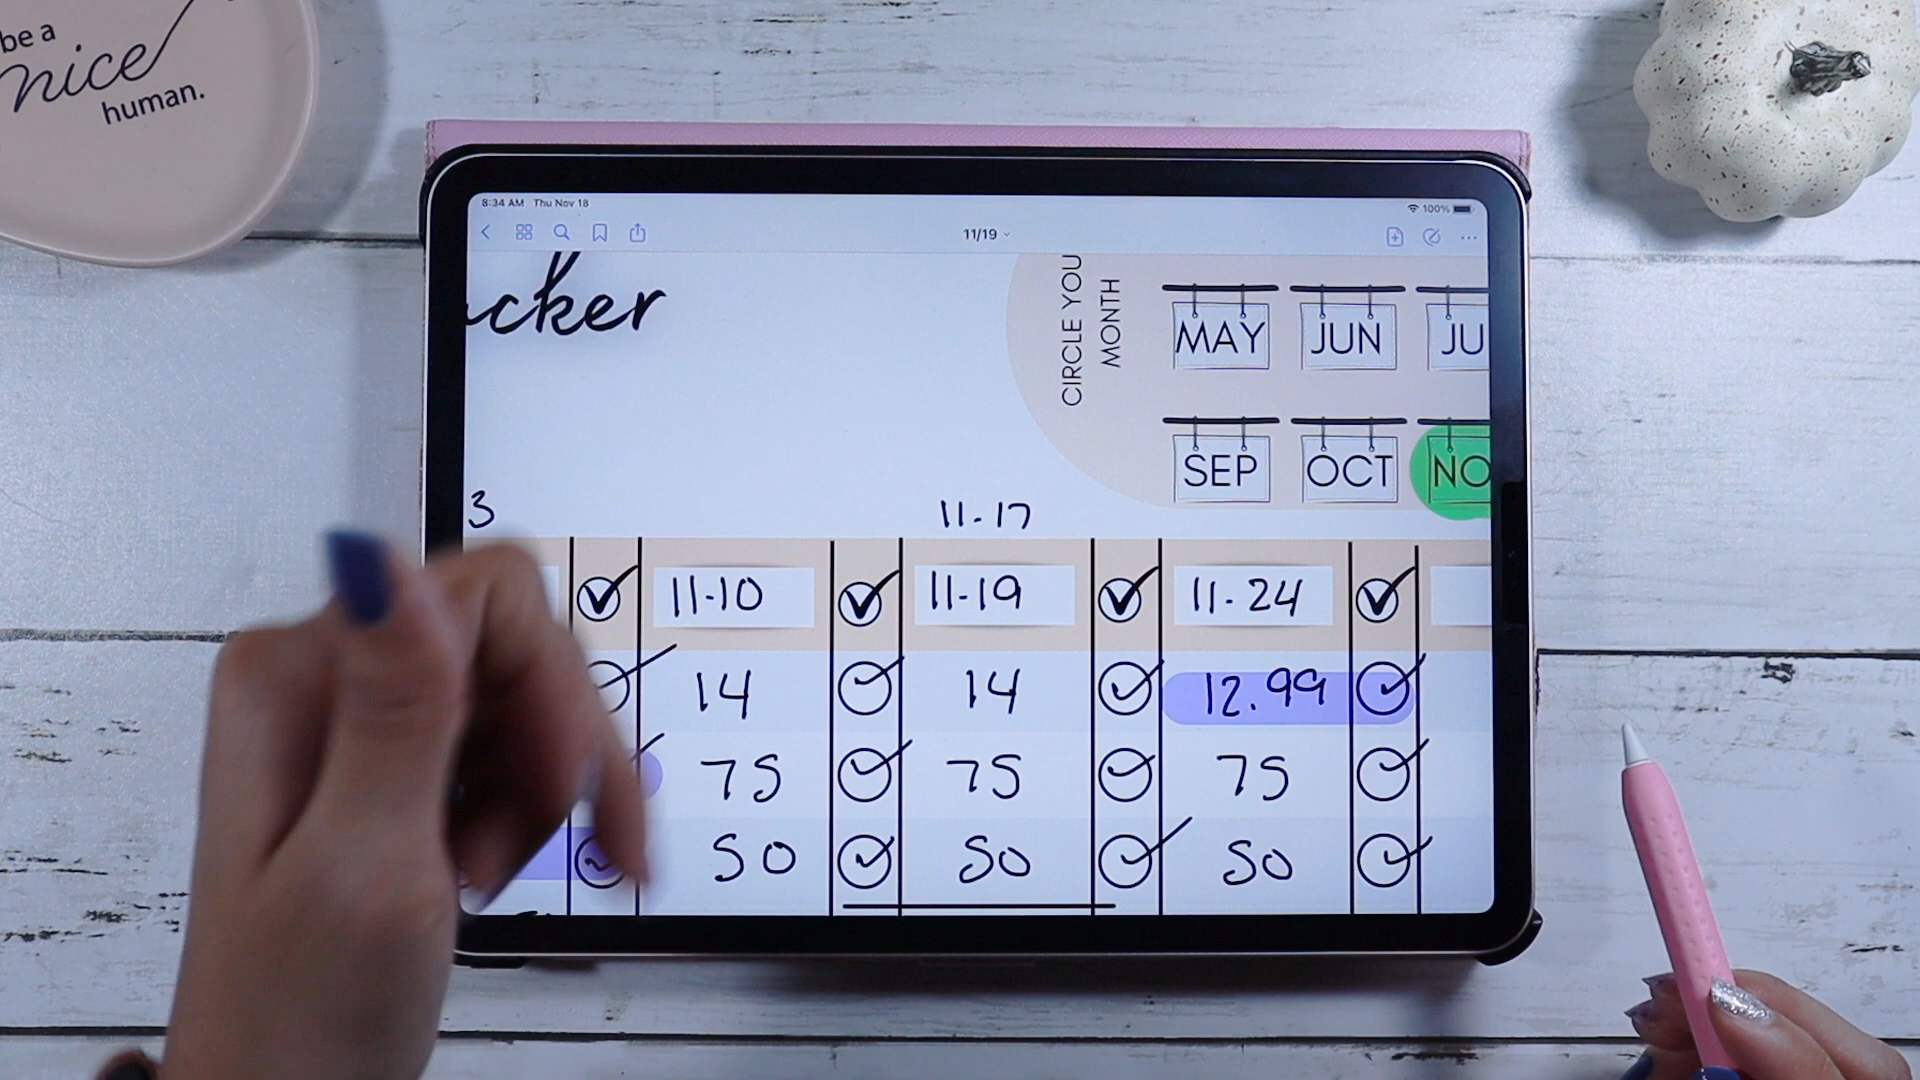 be a
nice
human.
8:34 AM Thu Nov 18
100%
11/19
cker
CIRCLE YOU
MONTH
MAY JUN JU
SEP OCT NO
3
11-17
11-10 11-19 11-24
14 14 12.99
75 75 75
50 50 50